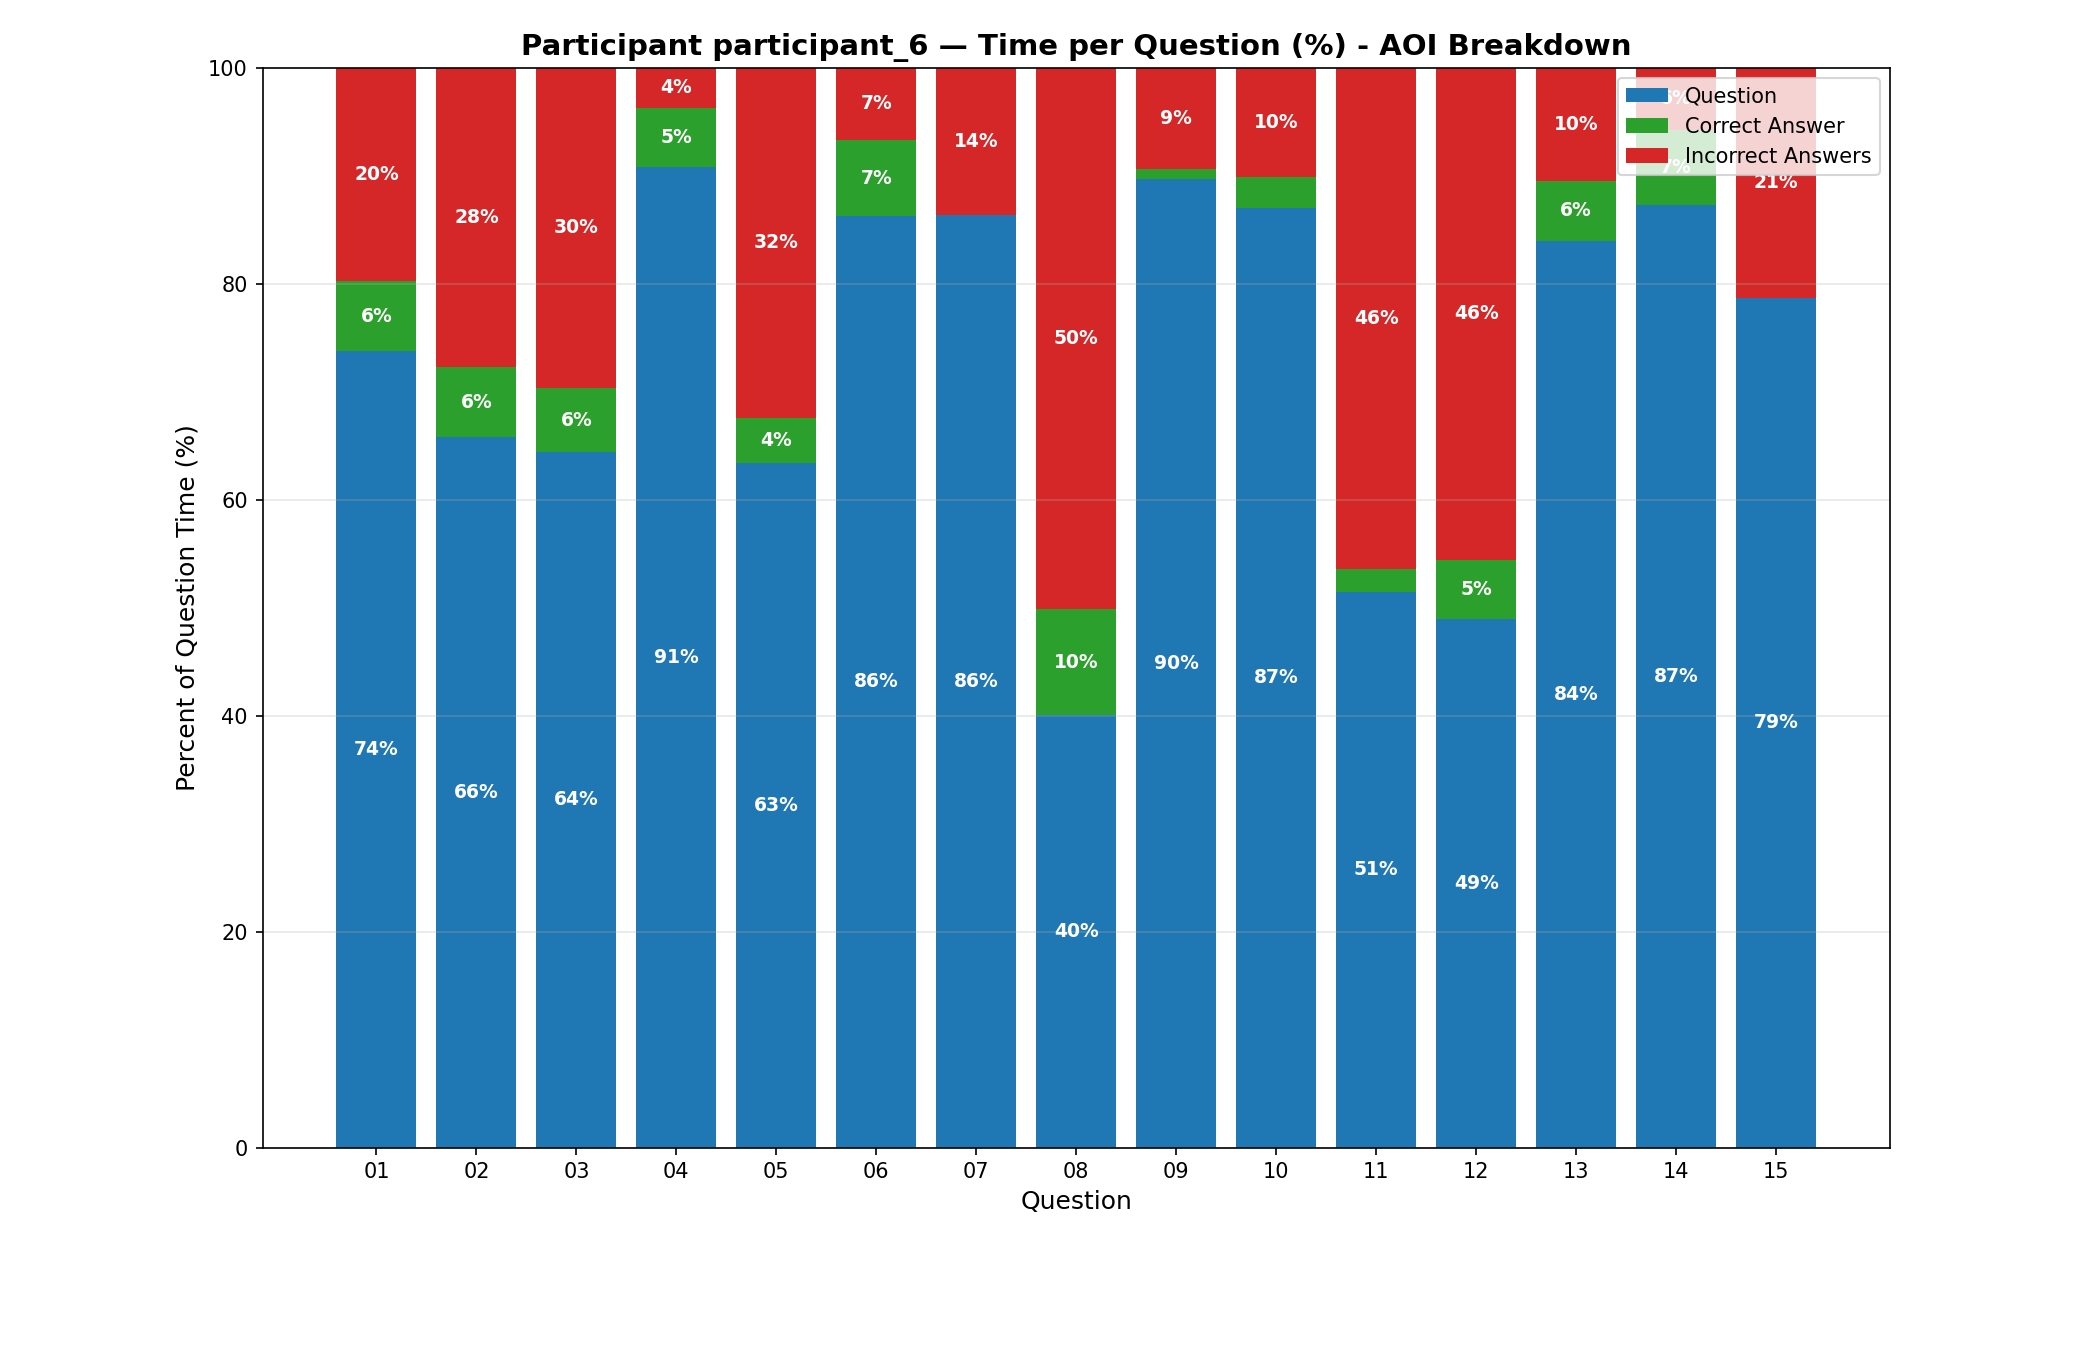 Participant participant_6 — Time per Question (%) - AOI Breakdown
Percent of Question Time (%)
100
80
60
40
20
0
Question
Correct Answer
Incorrect Answers
20% 28% 30% 4% 32% 7% 14% 50% 9% 10% 46% 46% 10% 21%
6% 6% 6% 5% 4% 7% 10% 5% 6% 7%
74% 66% 64% 91% 63% 86% 86% 40% 90% 87% 51% 49% 84% 87% 79%
01 02 03 04 05 06 07 08 09 10 11 12 13 14 15
Question